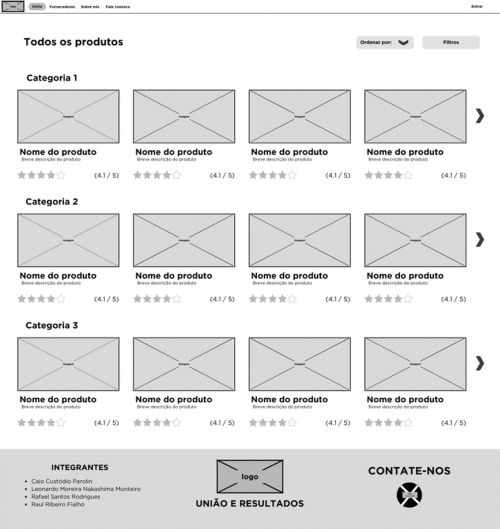 logo Início Fornecedores Sobre nós Fale conosco Entrar
Todos os produtos
Ordenar por: Filtros
Categoria 1
Imagem Imagem Imagem Imagem
Nome do produto Nome do produto Nome do produto Nome do produto
Breve descrição do produto Breve descrição do produto Breve descrição do produto Breve descrição do produto
(4.1 / 5) (4.1 / 5) (4.1 / 5) (4.1 / 5)
Categoria 2
Imagem Imagem Imagem Imagem
Nome do produto Nome do produto Nome do produto Nome do produto
Breve descrição do produto Breve descrição do produto Breve descrição do produto Breve descrição do produto
(4.1 / 5) (4.1 / 5) (4.1 / 5) (4.1 / 5)
Categoria 3
Imagem Imagem Imagem Imagem
Nome do produto Nome do produto Nome do produto Nome do produto
Breve descrição do produto Breve descrição do produto Breve descrição do produto Breve descrição do produto
(4.1 / 5) (4.1 / 5) (4.1 / 5) (4.1 / 5)
INTEGRANTES
• Caio Custódio Parolin
• Leonardo Moreira Nakashima Monteiro
• Rafael Santos Rodrigues
• Raul Ribeiro Fialho
logo
UNIÃO E RESULTADOS
CONTATE-NOS